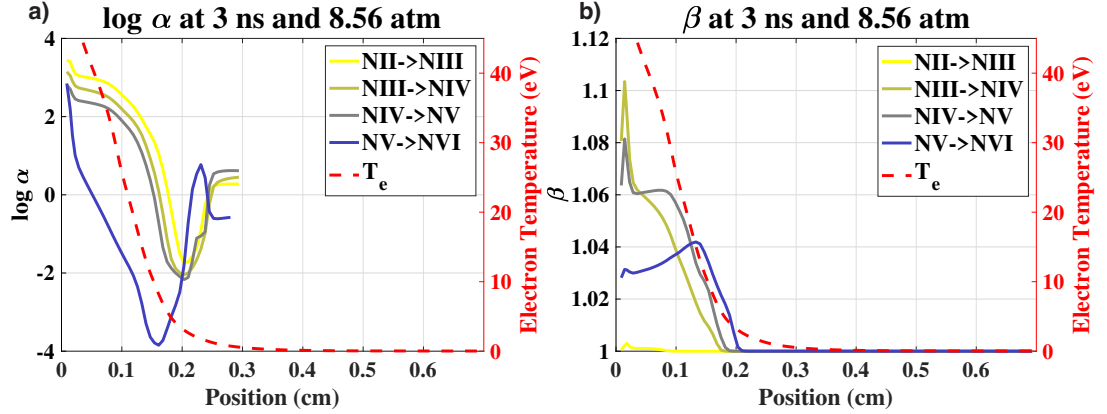 a)
log α at 3 ns and 8.56 atm
4
2
0
-2
-4
log α
0
0.1
0.2
0.3
0.4
0.5
0.6
Position (cm)
40
30
20
10
0
Electron Temperature (eV)
NII->NIII
NIII->NIV
NIV->NV
NV->NVI
T_e
b)
β at 3 ns and 8.56 atm
1.12
1.1
1.08
1.06
1.04
1.02
1
β
0
0.1
0.2
0.3
0.4
0.5
0.6
Position (cm)
40
30
20
10
0
Electron Temperature (eV)
NII->NIII
NIII->NIV
NIV->NV
NV->NVI
T_e